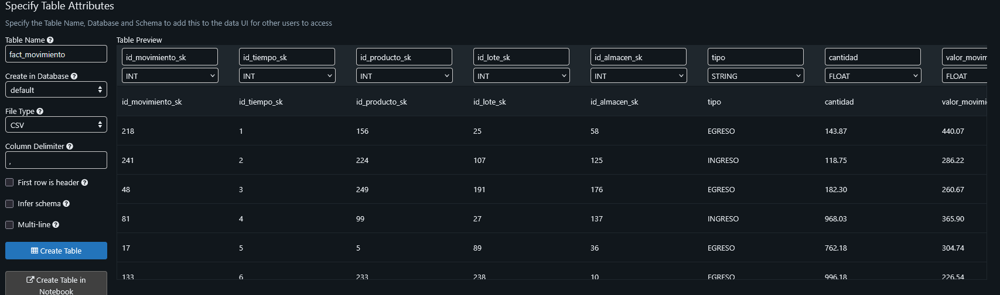 Specify Table Attributes
Specify the Table Name, Database and Schema to add this to the data UI for other users to access
Table Name
fact_movimiento
Create in Database
default
File Type
CSV
Column Delimiter
,
First row is header
Infer schema
Multi-line
Create Table
Create Table in
Notebook
Table Preview
id_movimiento_sk id_tiempo_sk id_producto_sk id_lote_sk id_almacen_sk tipo cantidad valor_movim
INT INT INT INT INT STRING FLOAT FLOAT
id_movimiento_sk id_tiempo_sk id_producto_sk id_lote_sk id_almacen_sk tipo cantidad valor_movimi
218 1 156 25 58 EGRESO 143.87 440.07
241 2 224 107 125 INGRESO 118.75 286.22
48 3 249 191 176 EGRESO 182.30 260.67
81 4 99 27 137 INGRESO 968.03 365.90
17 5 5 89 36 EGRESO 762.18 304.74
133 6 233 238 10 EGRESO 996.18 226.54